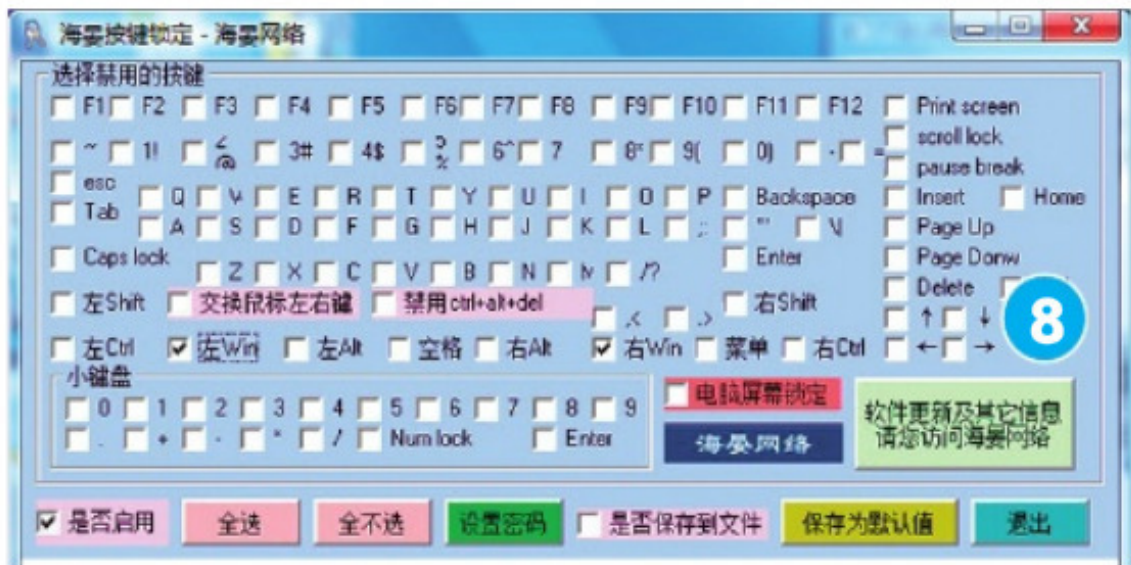 海晏按键锁定 - 海晏网络
选择禁用的按键
F1 F2 F3 F4 F5 F6 F7 F8 F9 F10 F11 F12 Print screen
scroll lock
~ 1! @ 3# 4$ % 6^ 7 8* 9( 0) - =
pause break
esc
Q E R T Y U I O P Backspace Insert Home
Tab
A S D F G H J K L ;: "' \| Page Up
Caps lock Enter Page Donw
Z X C V B N /?
Delete
左Shift 交换鼠标左右键 禁用ctrl+alt+del 右Shift
,< .> ↑ ↓
8
左Ctrl 左Win 左Alt 空格 右Alt 右Win 菜单 右Ctrl ← →
小键盘
0 1 2 3 4 5 6 7 8 9
. + - * / Num lock Enter
电脑屏幕锁定
海晏网络
软件更新及其它信息
请您访问海晏网络
是否启用 全选 全不选 设置密码 是否保存到文件 保存为默认值 退出